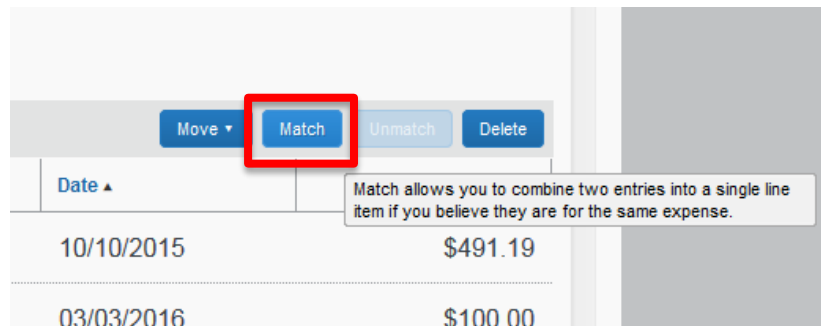 Move Match Unmatch Delete
Date
Match allows you to combine two entries into a single line
item if you believe they are for the same expense.
10/10/2015 $491.19
03/03/2016 $100.00